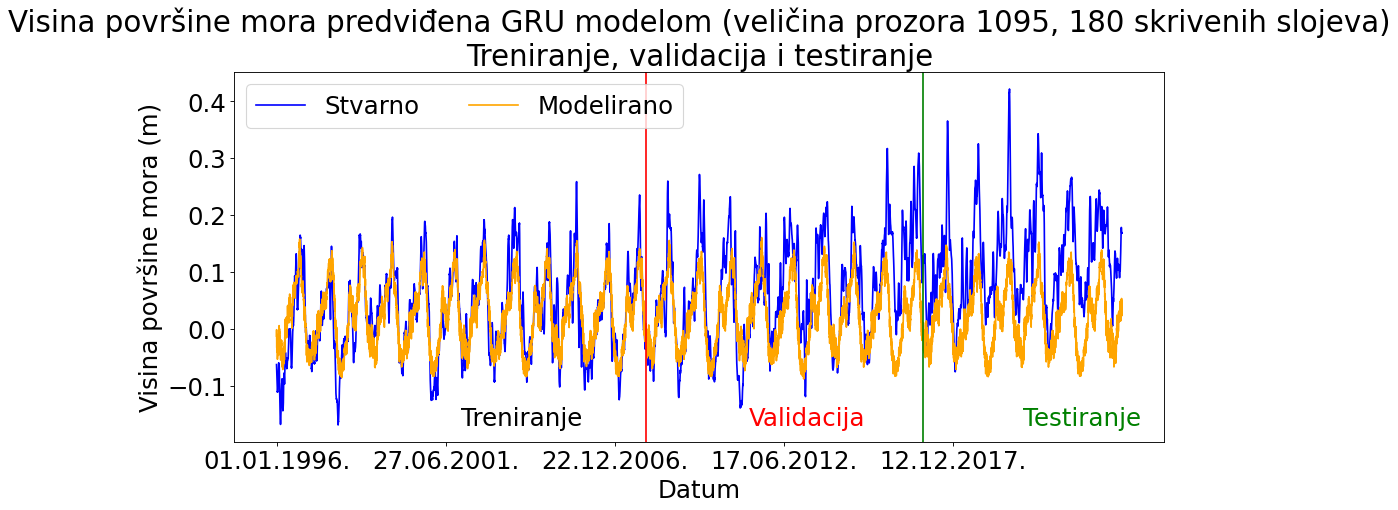 Visina površine mora predviđena GRU modelom (veličina prozora 1095, 180 skrivenih slojeva)
Treniranje, validacija i testiranje
Stvarno
Modelirano
Visina površine mora (m)
0.4
0.3
0.2
0.1
0.0
−0.1
Treniranje
Validacija
Testiranje
01.01.1996.
27.06.2001.
22.12.2006.
17.06.2012.
12.12.2017.
Datum